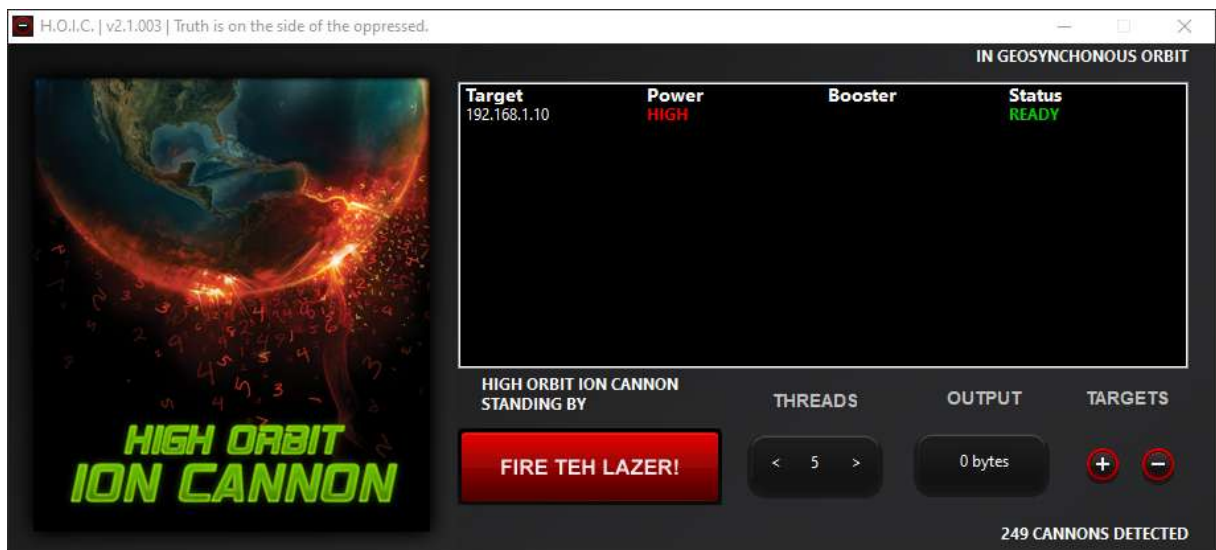 H.O.I.C. | v2.1.003 | Truth is on the side of the oppressed.
IN GEOSYNCHONOUS ORBIT
Target Power Booster Status
192.168.1.10 HIGH READY
HIGH ORBIT ION CANNON
STANDING BY
THREADS OUTPUT TARGETS
FIRE TEH LAZER!
< 5 > 0 bytes + -
HIGH ORBIT
ION CANNON
249 CANNONS DETECTED